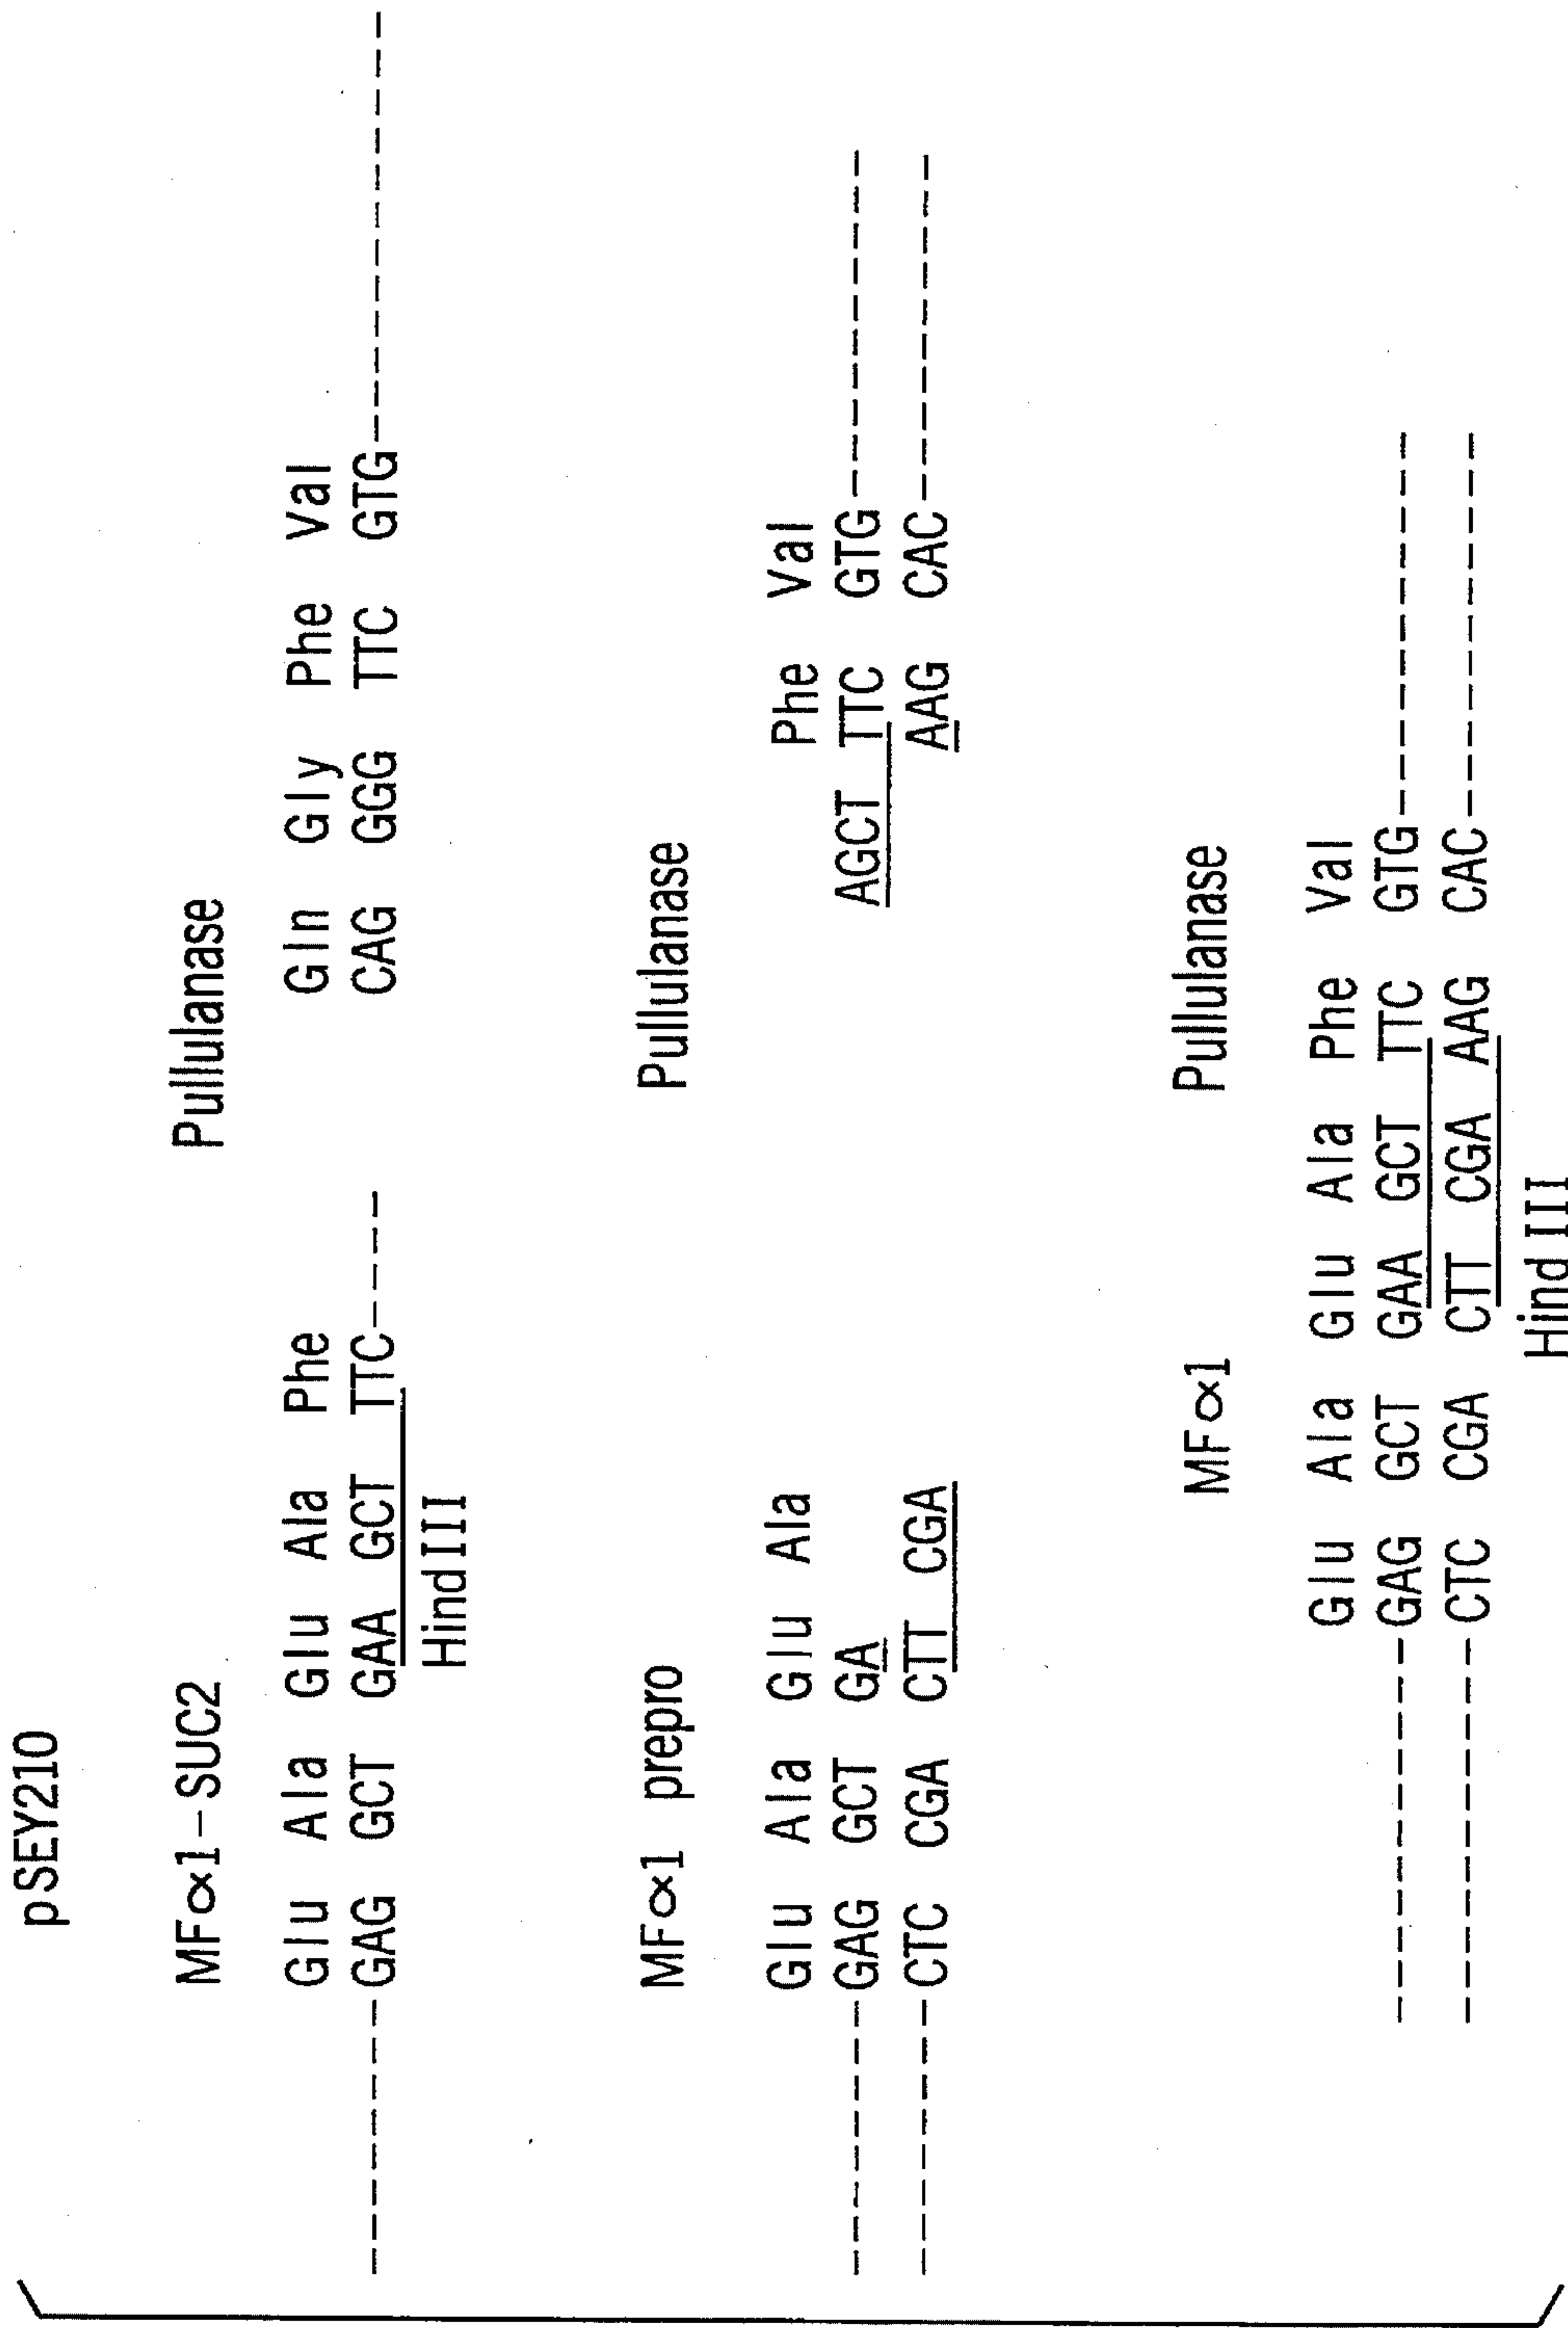 pSEY210
MFα1-SUC2 Pullulanase
Glu Ala Glu Ala Phe Gln Gly Phe Val
----------GAG GCT GAA GCT TTC----- CAG GGG TTC GTG-------------
HindIII
MFα1 prepro Pullulanase
Glu Ala Glu Ala Phe Val
----------GAG GCT GA AGCT TTC GTG----------
----------CTC CGA CTT CGA AAG CAC----------
MFα1 Pullulanase
Glu Ala Glu Ala Phe Val
-----------GAG GCT GAA GCT TTC GTG-----------
-----------CTC CGA CTT CGA AAG CAC-----------
Hind III